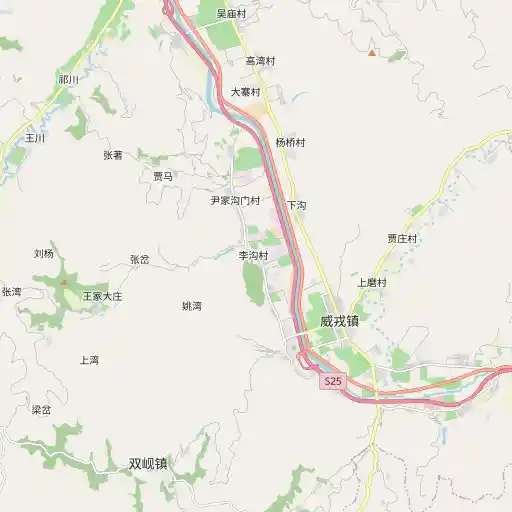 吴庙村
高湾村
祁川
大寨村
王川
杨桥村
张著
贾马
尹家沟门村
下沟
贾庄村
刘杨
张岔
李沟村
张湾
王家大庄
上磨村
姚湾
威戎镇
上湾
S25
梁岔
双岘镇